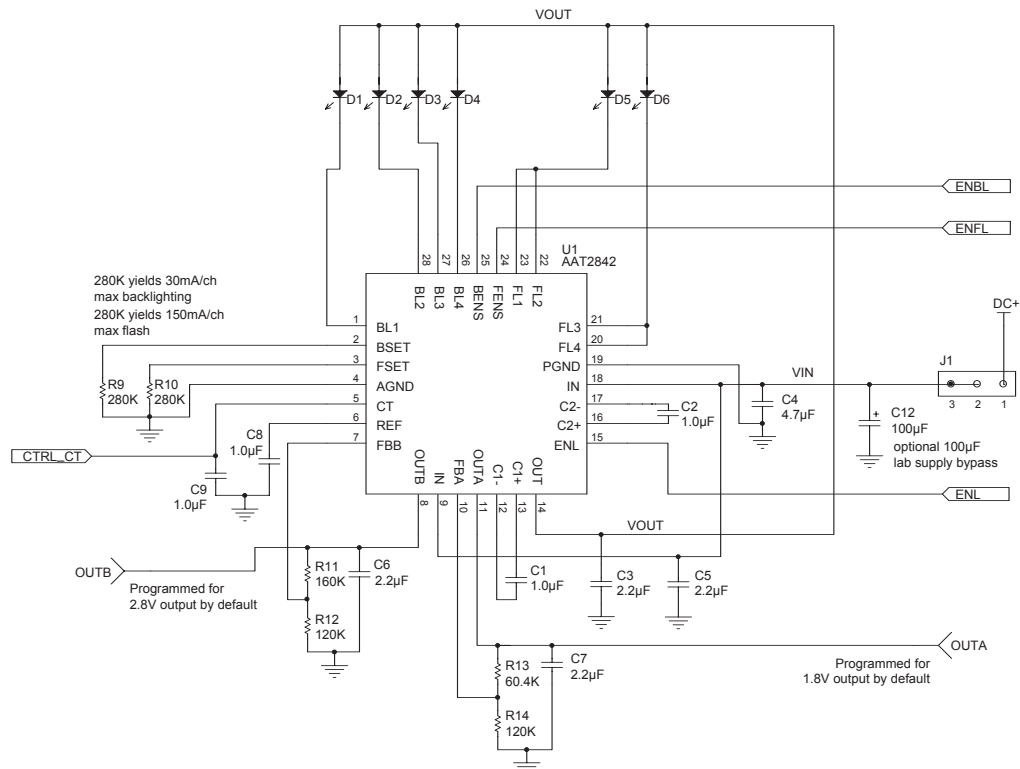 VOUT
D1
D2
D3
D4
D5
D6
ENBL
ENFL
U1
AAT2842
28
27
26
25
24
23
22
BL2
BL3
BL4
BENS
FENS
FL1
FL2
280K yields 30mA/ch
max backlighting
280K yields 150mA/ch
max flash
1
BL1
2
BSET
3
FSET
4
AGND
5
CT
6
REF
7
FBB
FL3
21
FL4
20
PGND
19
IN
18
C2-
17
C2+
16
ENL
15
R9
280K
R10
280K
CTRL_CT
C8
1.0µF
C9
1.0µF
VIN
DC+
J1
3
2
1
C2
1.0µF
C4
4.7µF
C12
+
100µF
optional 100µF
lab supply bypass
ENL
OUTB
IN
FBA
OUTA
C1-
C1+
OUT
8
9
10
11
12
13
14
VOUT
OUTB
Programmed for
2.8V output by default
R11
160K
R12
120K
C6
2.2µF
C1
1.0µF
C3
2.2µF
C5
2.2µF
OUTA
Programmed for
1.8V output by default
R13
60.4K
R14
120K
C7
2.2µF